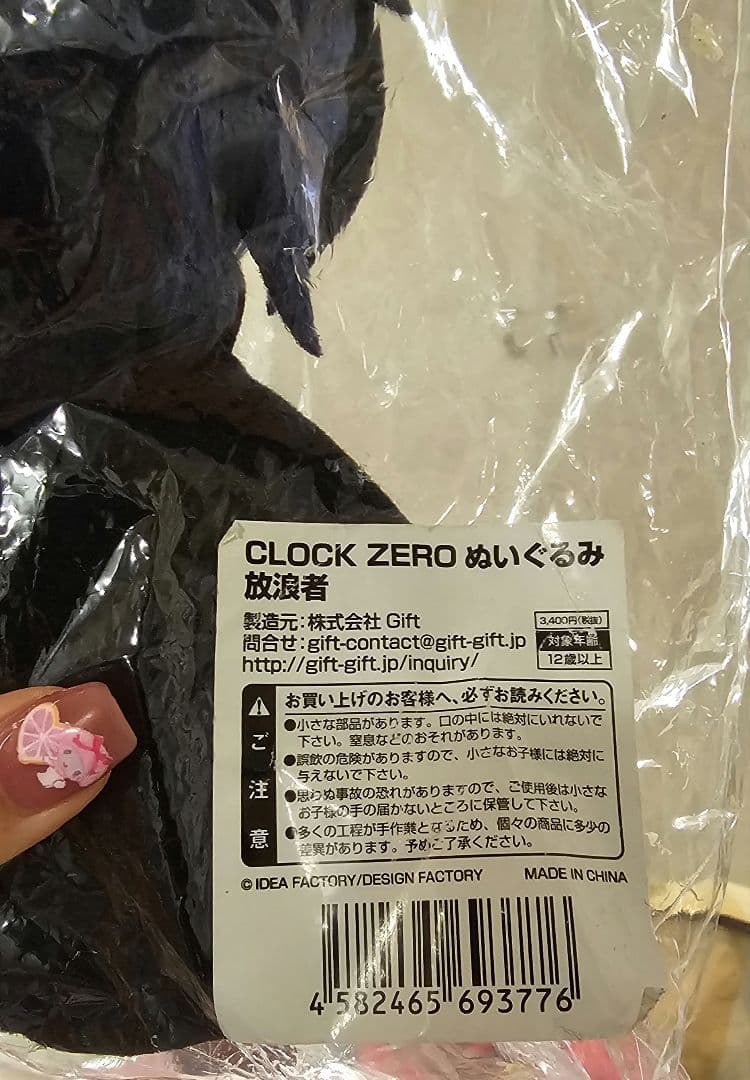 CLOCK ZERO ぬいぐるみ
放浪者
製造元：株式会社 Gift
問合せ：gift-contact@gift-gift.jp
http://gift-gift.jp/inquiry/
3,400円(税抜)
対象年齢
12歳以上
ご注意
お買い上げのお客様へ、必ずお読みください。
●小さな部品があります。口の中には絶対にいれないで
下さい。窒息などのおそれがあります。
●誤飲の危険がありますので、小さなお子様には絶対に
与えないで下さい。
●思わぬ事故の恐れがありますので、ご使用後は小さな
お子様の手の届かないところに保管して下さい。
●多くの工程が手作業となるため、個々の商品に多少の
差異があります。予めご了承ください。
© IDEA FACTORY/DESIGN FACTORY MADE IN CHINA
4 582465 693776